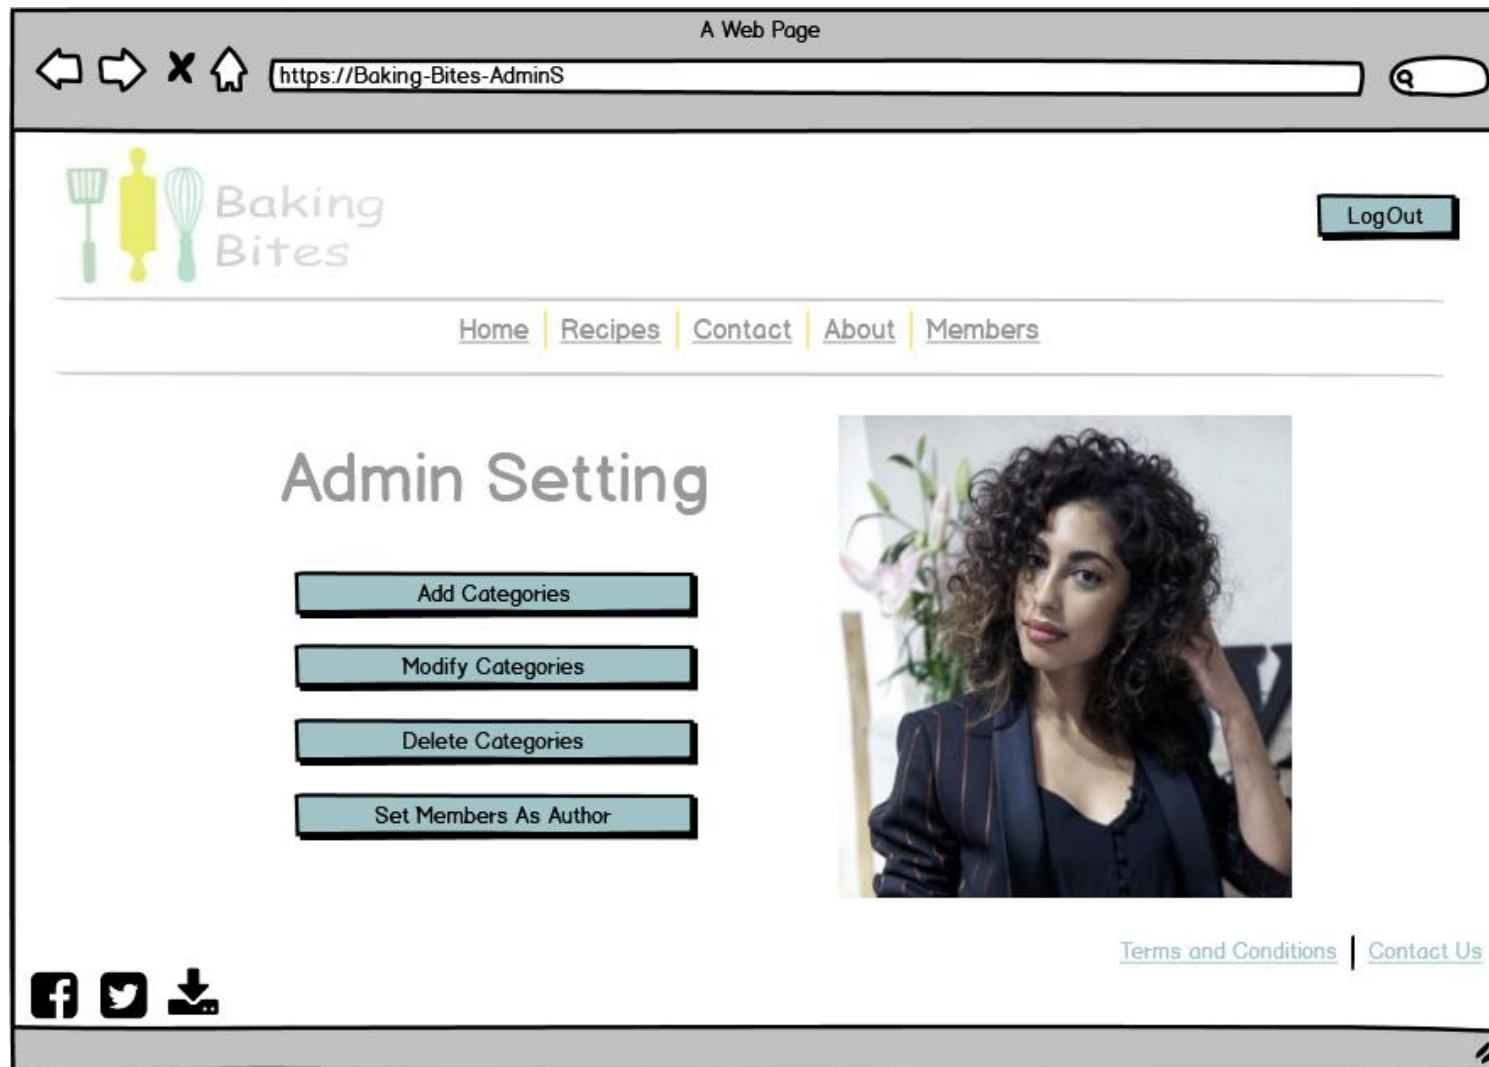 A Web Page
https://Baking-Bites-AdminS
Baking
Bites
LogOut
Home Recipes Contact About Members
Admin Setting
Add Categories
Modify Categories
Delete Categories
Set Members As Author
Terms and Conditions Contact Us